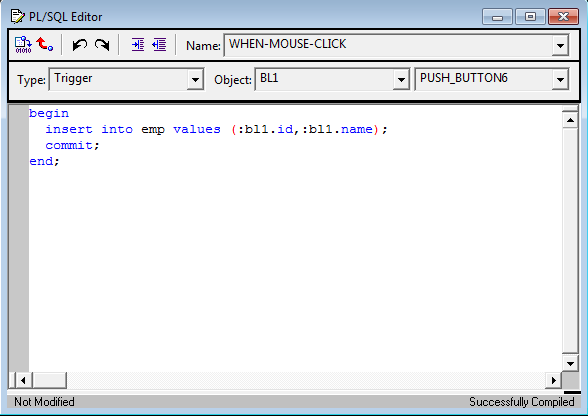 PL/SQL Editor
Name: WHEN-MOUSE-CLICK
Type: Trigger Object: BL1 PUSH_BUTTON6
begin
insert into emp values (:bl1.id,:bl1.name);
commit;
end;
Not Modified Successfully Compiled